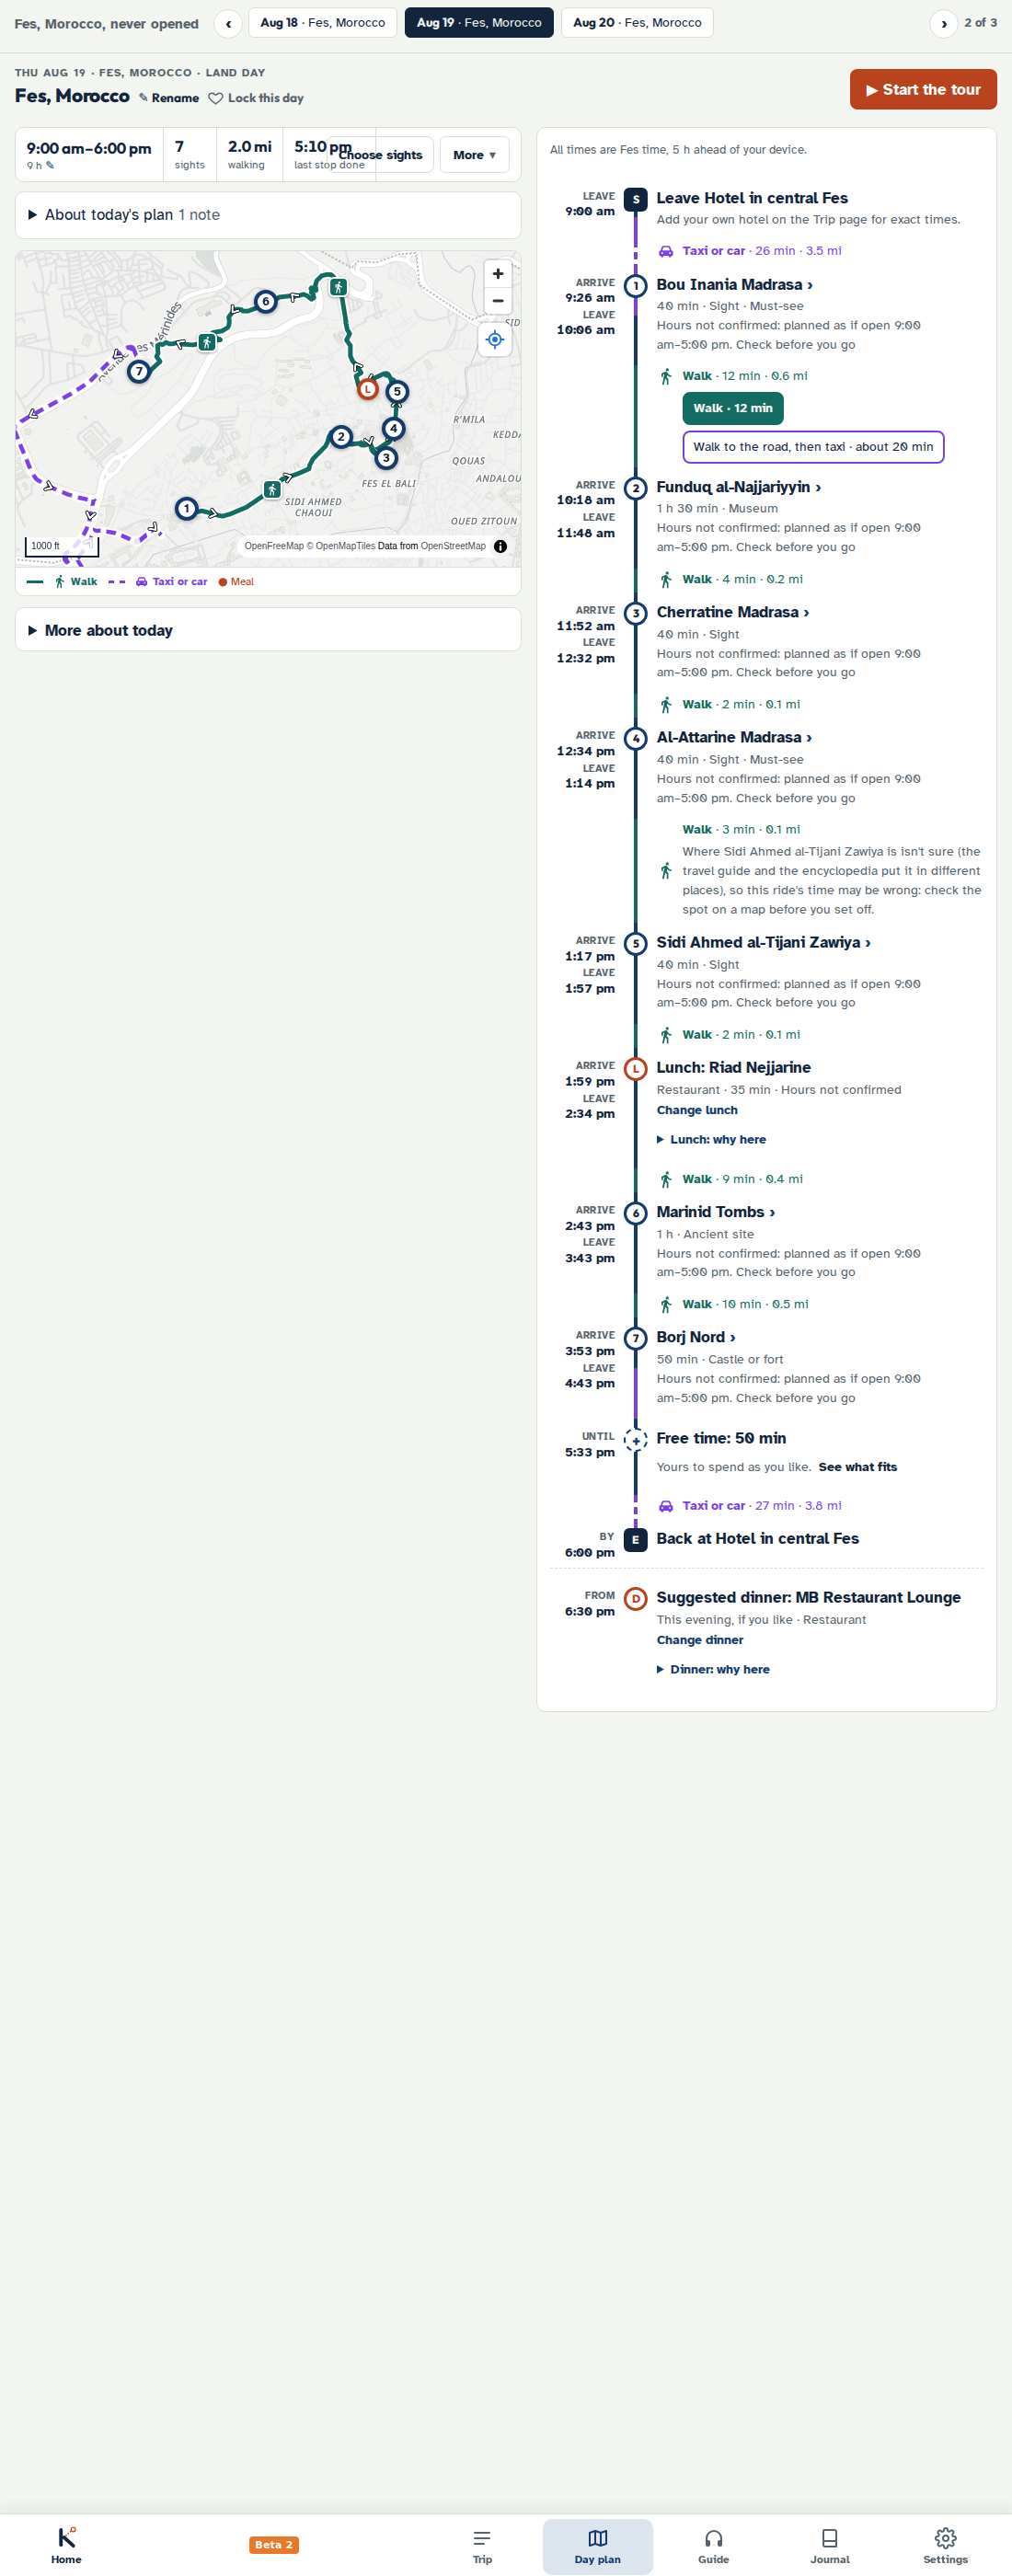 Fes, Morocco, never opened
‹
Aug 18 · Fes, Morocco
Aug 19 · Fes, Morocco
Aug 20 · Fes, Morocco
›
2 of 3
THU AUG 19 · FES, MOROCCO · LAND DAY
Fes, Morocco
✎ Rename
Lock this day
▶ Start the tour
9:00 am–6:00 pm
9 h ✎
7
sights
2.0 mi
walking
5:10 pm
last stop done
Choose sights
More ▼
▶ About today's plan 1 note
6
7
L
5
4
2
3
1
SID
R'MILA
KEDDA
QOUAS
FES EL BALI
ANDALOU
SIDI AHMED
CHAOUI
OUED ZITOUN
+
−
1000 ft
OpenFreeMap © OpenMapTiles Data from OpenStreetMap
Walk
Taxi or car
Meal
▶ More about today
All times are Fes time, 5 h ahead of your device.
LEAVE
9:00 am
S
Leave Hotel in central Fes
Add your own hotel on the Trip page for exact times.
Taxi or car · 26 min · 3.5 mi
ARRIVE
9:26 am
LEAVE
10:06 am
1
Bou Inania Madrasa ›
40 min · Sight · Must-see
Hours not confirmed: planned as if open 9:00
am–5:00 pm. Check before you go
Walk · 12 min · 0.6 mi
Walk · 12 min
Walk to the road, then taxi · about 20 min
ARRIVE
10:18 am
LEAVE
11:48 am
2
Funduq al-Najjariyyin ›
1 h 30 min · Museum
Hours not confirmed: planned as if open 9:00
am–5:00 pm. Check before you go
Walk · 4 min · 0.2 mi
ARRIVE
11:52 am
LEAVE
12:32 pm
3
Cherratine Madrasa ›
40 min · Sight
Hours not confirmed: planned as if open 9:00
am–5:00 pm. Check before you go
Walk · 2 min · 0.1 mi
ARRIVE
12:34 pm
LEAVE
1:14 pm
4
Al-Attarine Madrasa ›
40 min · Sight · Must-see
Hours not confirmed: planned as if open 9:00
am–5:00 pm. Check before you go
Walk · 3 min · 0.1 mi
Where Sidi Ahmed al-Tijani Zawiya is isn't sure (the
travel guide and the encyclopedia put it in different
places), so this ride's time may be wrong: check the
spot on a map before you set off.
ARRIVE
1:17 pm
LEAVE
1:57 pm
5
Sidi Ahmed al-Tijani Zawiya ›
40 min · Sight
Hours not confirmed: planned as if open 9:00
am–5:00 pm. Check before you go
Walk · 2 min · 0.1 mi
ARRIVE
1:59 pm
LEAVE
2:34 pm
L
Lunch: Riad Nejjarine
Restaurant · 35 min · Hours not confirmed
Change lunch
▶ Lunch: why here
Walk · 9 min · 0.4 mi
ARRIVE
2:43 pm
LEAVE
3:43 pm
6
Marinid Tombs ›
1 h · Ancient site
Hours not confirmed: planned as if open 9:00
am–5:00 pm. Check before you go
Walk · 10 min · 0.5 mi
ARRIVE
3:53 pm
LEAVE
4:43 pm
7
Borj Nord ›
50 min · Castle or fort
Hours not confirmed: planned as if open 9:00
am–5:00 pm. Check before you go
UNTIL
5:33 pm
+
Free time: 50 min
Yours to spend as you like. See what fits
Taxi or car · 27 min · 3.8 mi
BY
6:00 pm
E
Back at Hotel in central Fes
FROM
6:30 pm
D
Suggested dinner: MB Restaurant Lounge
This evening, if you like · Restaurant
Change dinner
▶ Dinner: why here
Home
Beta 2
Trip
Day plan
Guide
Journal
Settings